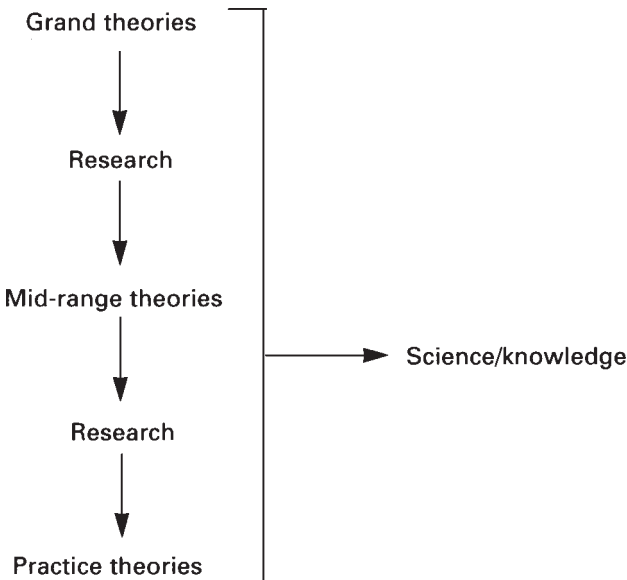 Grand theories
Research
Mid-range theories
Science/knowledge
Research
Practice theories